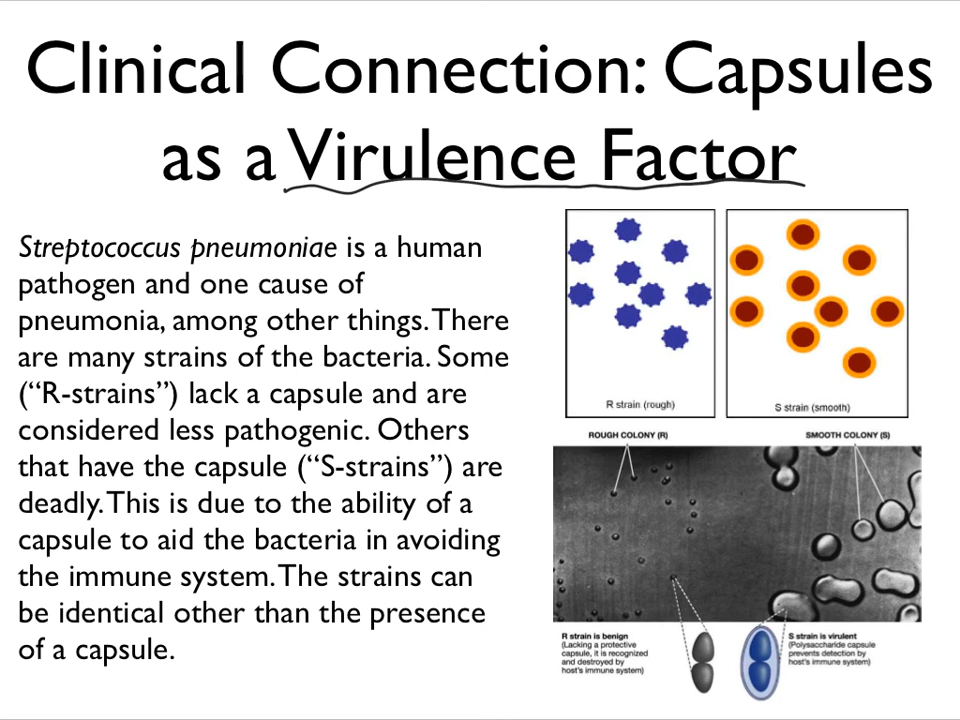 Clinical Connection: Capsules
as a Virulence Factor
Streptococcus pneumoniae is a human
pathogen and one cause of
pneumonia, among other things. There
are many strains of the bacteria. Some
(“R-strains”) lack a capsule and are
considered less pathogenic. Others
that have the capsule (“S-strains”) are
deadly. This is due to the ability of a
capsule to aid the bacteria in avoiding
the immune system. The strains can
be identical other than the presence
of a capsule.
R strain (rough)
S strain (smooth)
ROUGH COLONY (R)
SMOOTH COLONY (S)
R strain is benign
(Lacking a protective
capsule, it is recognized
and destroyed by
host's immune system)
S strain is virulent
(Polysaccharide capsule
prevents detection by
host's immune system)